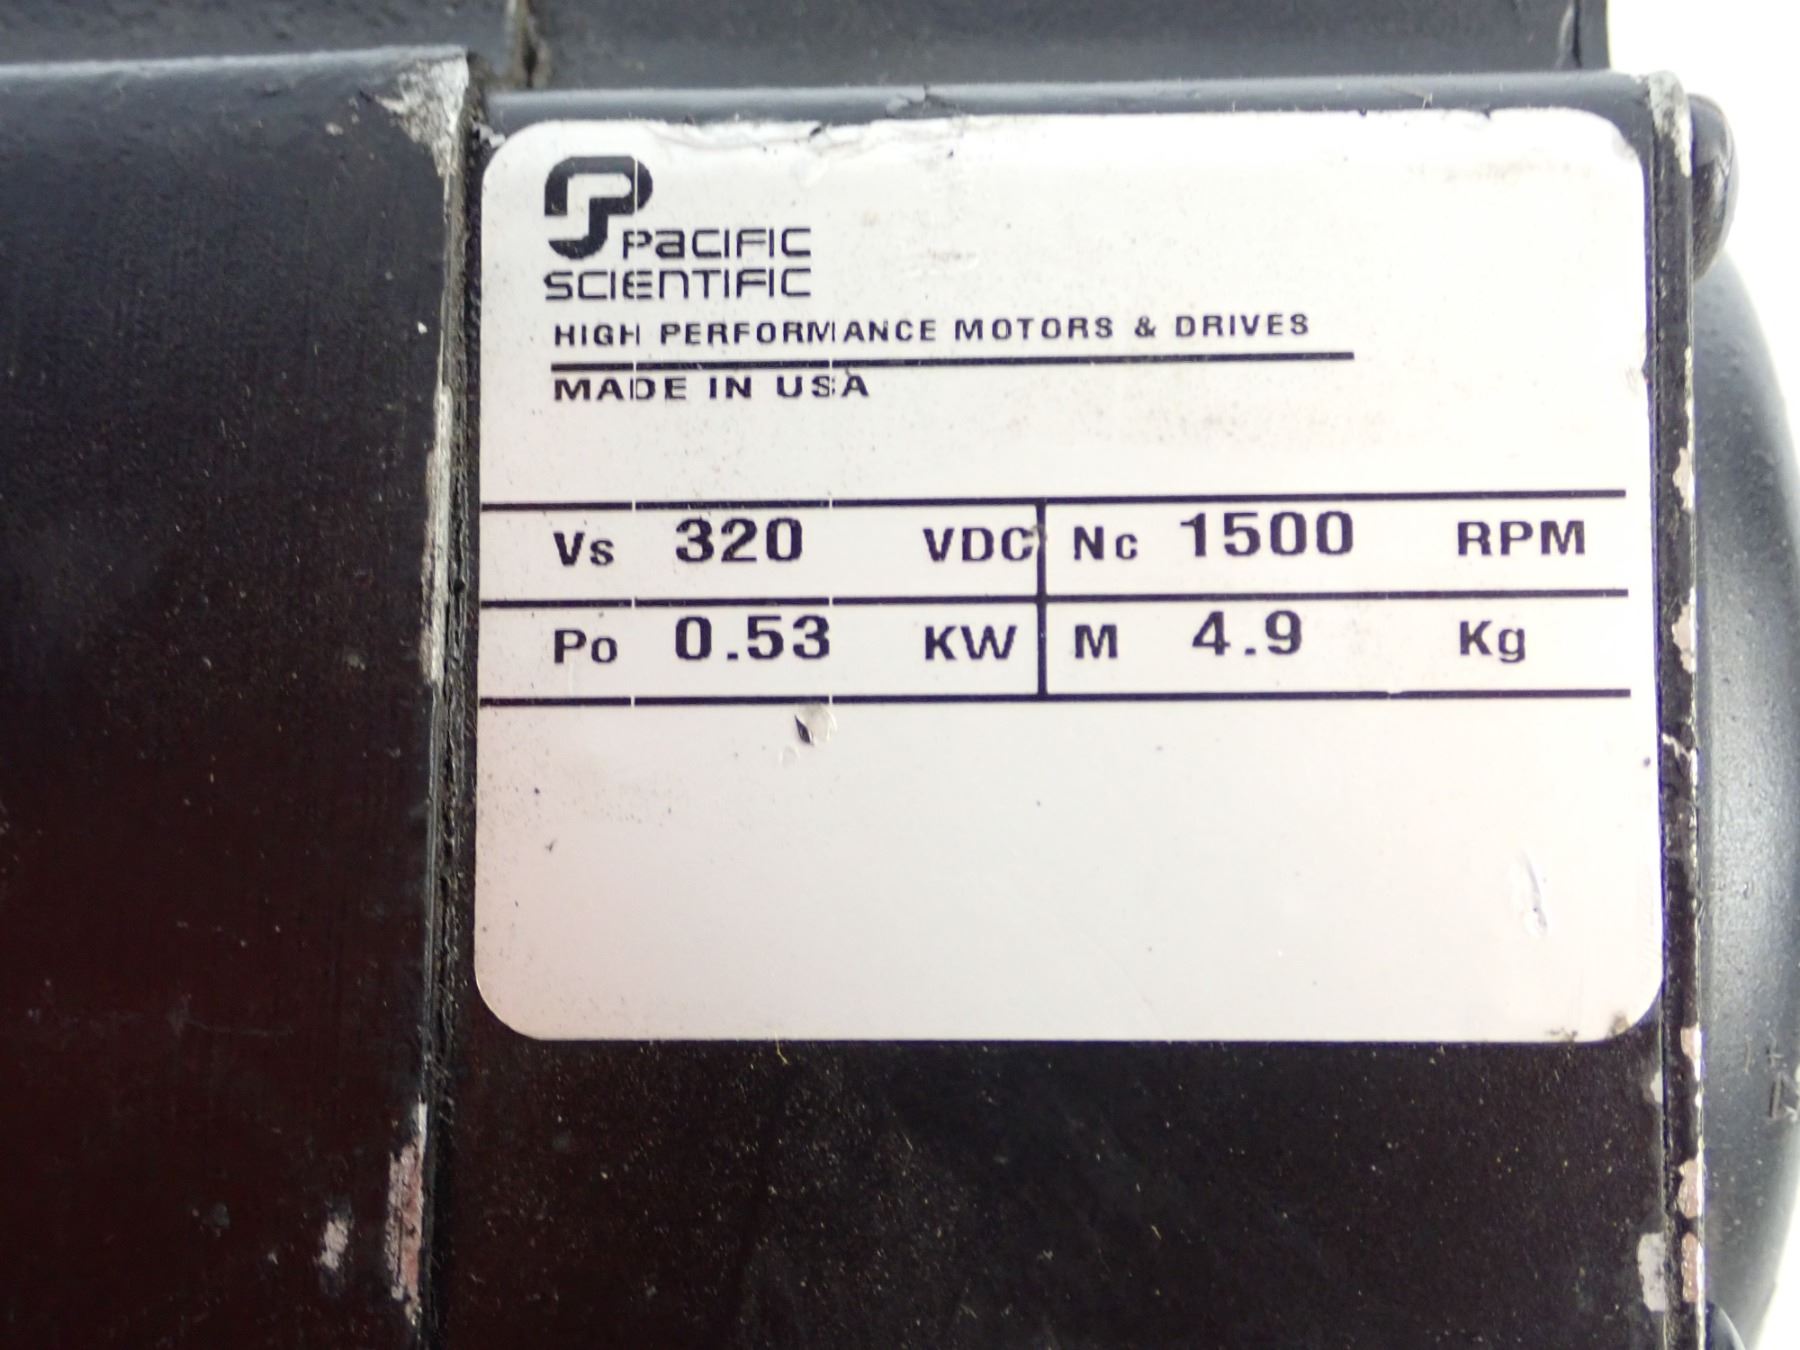 PACIFIC
SCIENTIFIC
HIGH PERFORMANCE MOTORS & DRIVES
MADE IN USA
Vs 320 VDC Nc 1500 RPM
Po 0.53 KW M 4.9 Kg